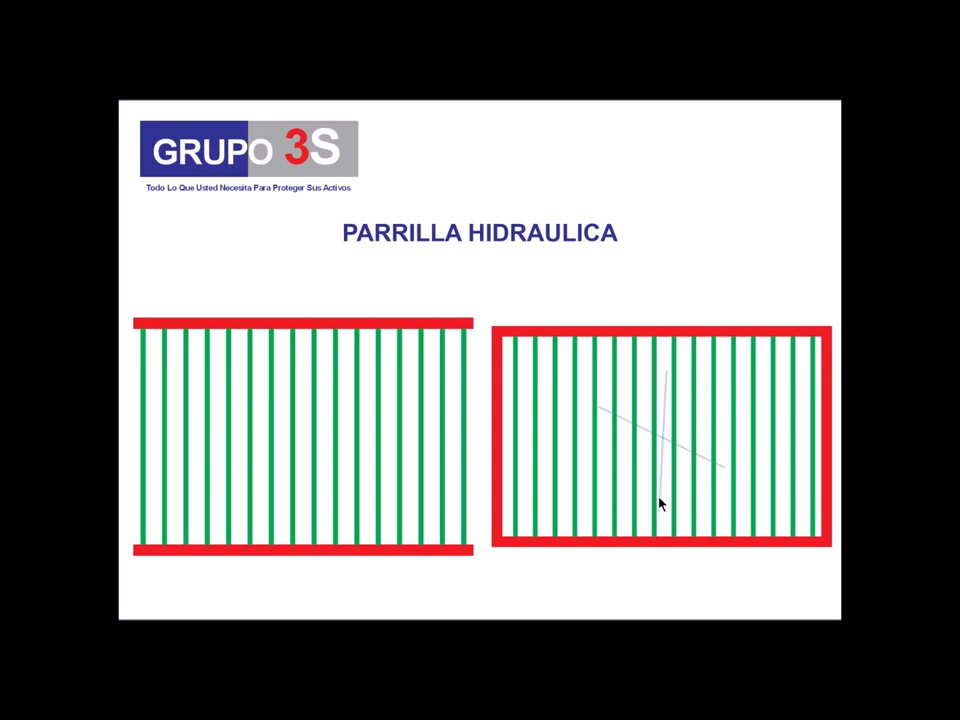 GRUPO 3S
Todo Lo Que Usted Necesita Para Proteger Sus Activos
PARRILLA HIDRAULICA